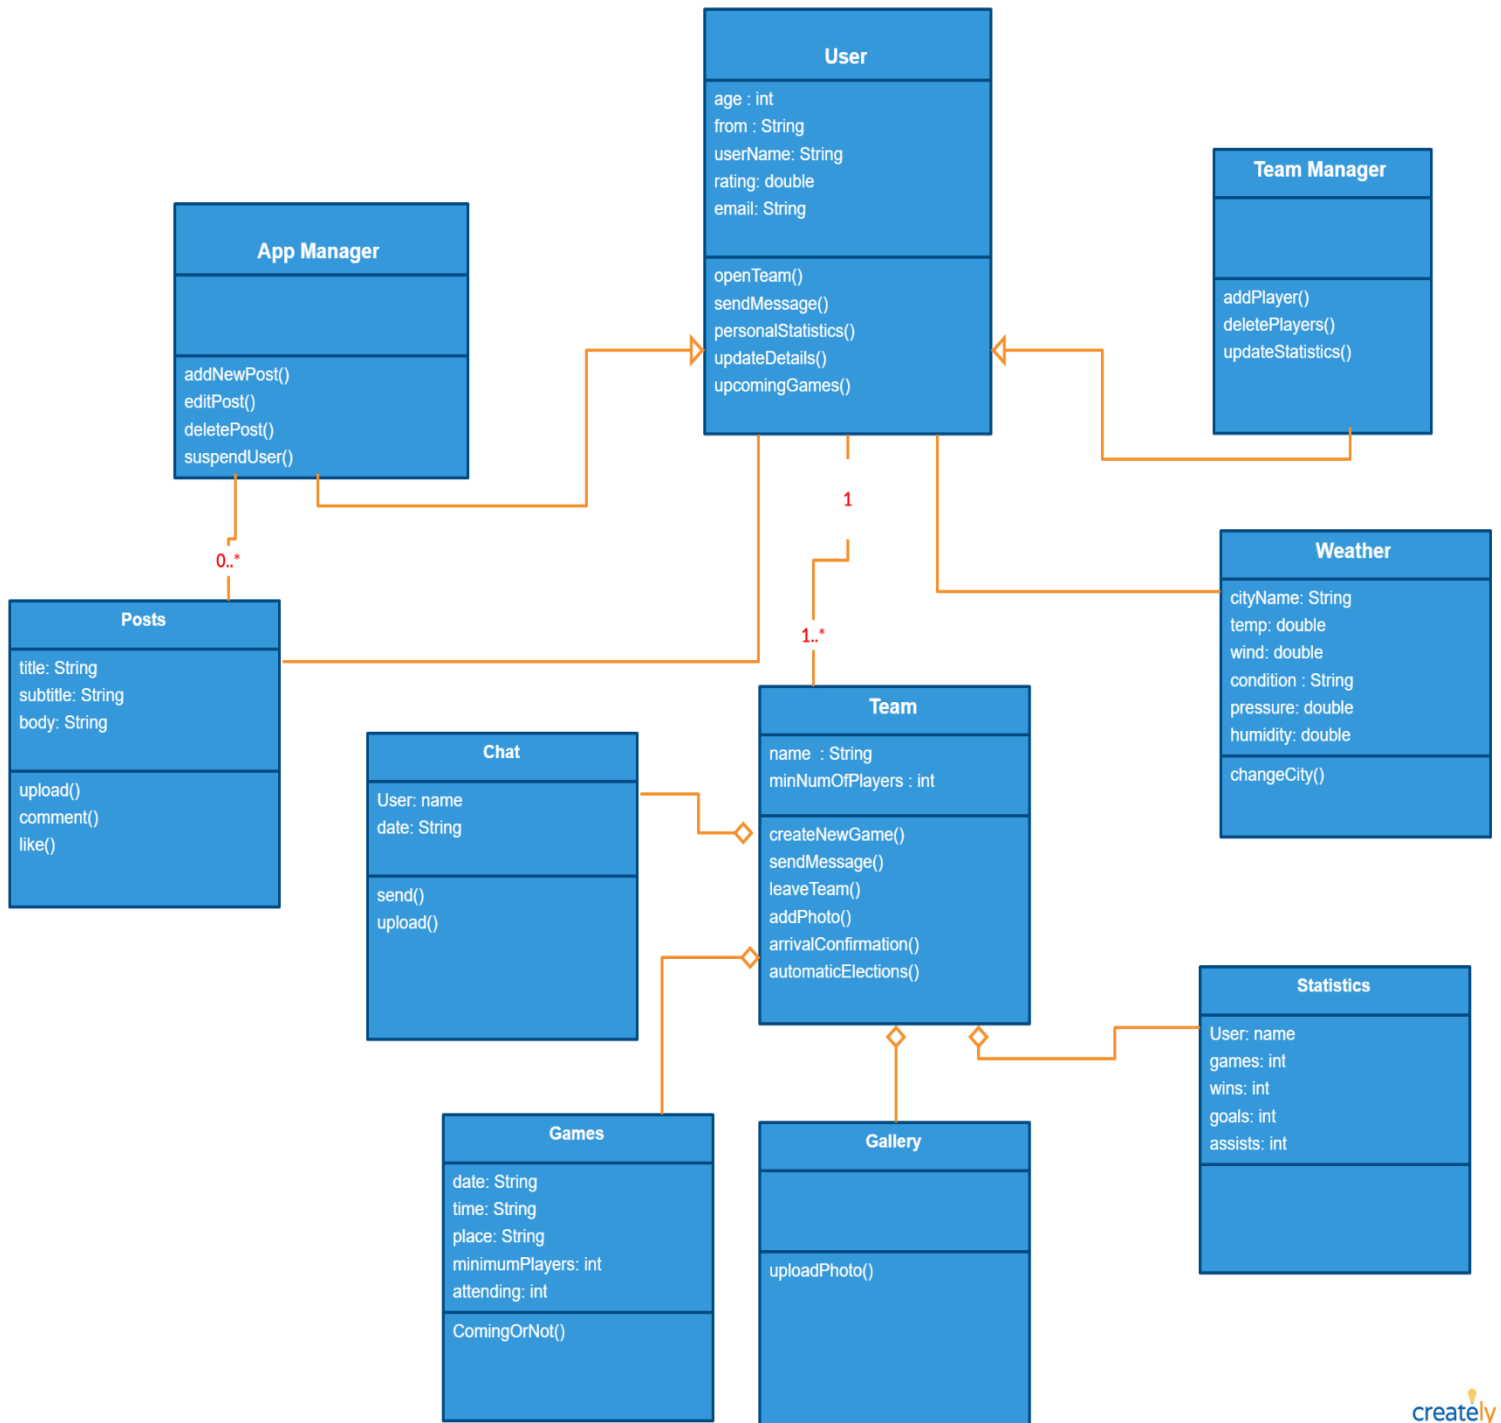 User
age : int
from : String
userName: String
rating: double
email: String
openTeam()
sendMessage()
personalStatistics()
updateDetails()
upcomingGames()
Team Manager
addPlayer()
deletePlayers()
updateStatistics()
App Manager
addNewPost()
editPost()
deletePost()
suspendUser()
1
0..*
1..*
Weather
cityName: String
temp: double
wind: double
condition : String
pressure: double
humidity: double
changeCity()
Posts
title: String
subtitle: String
body: String
upload()
comment()
like()
Team
name : String
minNumOfPlayers : int
createNewGame()
sendMessage()
leaveTeam()
addPhoto()
arrivalConfirmation()
automaticElections()
Chat
User: name
date: String
send()
upload()
Statistics
User: name
games: int
wins: int
goals: int
assists: int
Games
date: String
time: String
place: String
minimumPlayers: int
attending: int
ComingOrNot()
Gallery
uploadPhoto()
creately